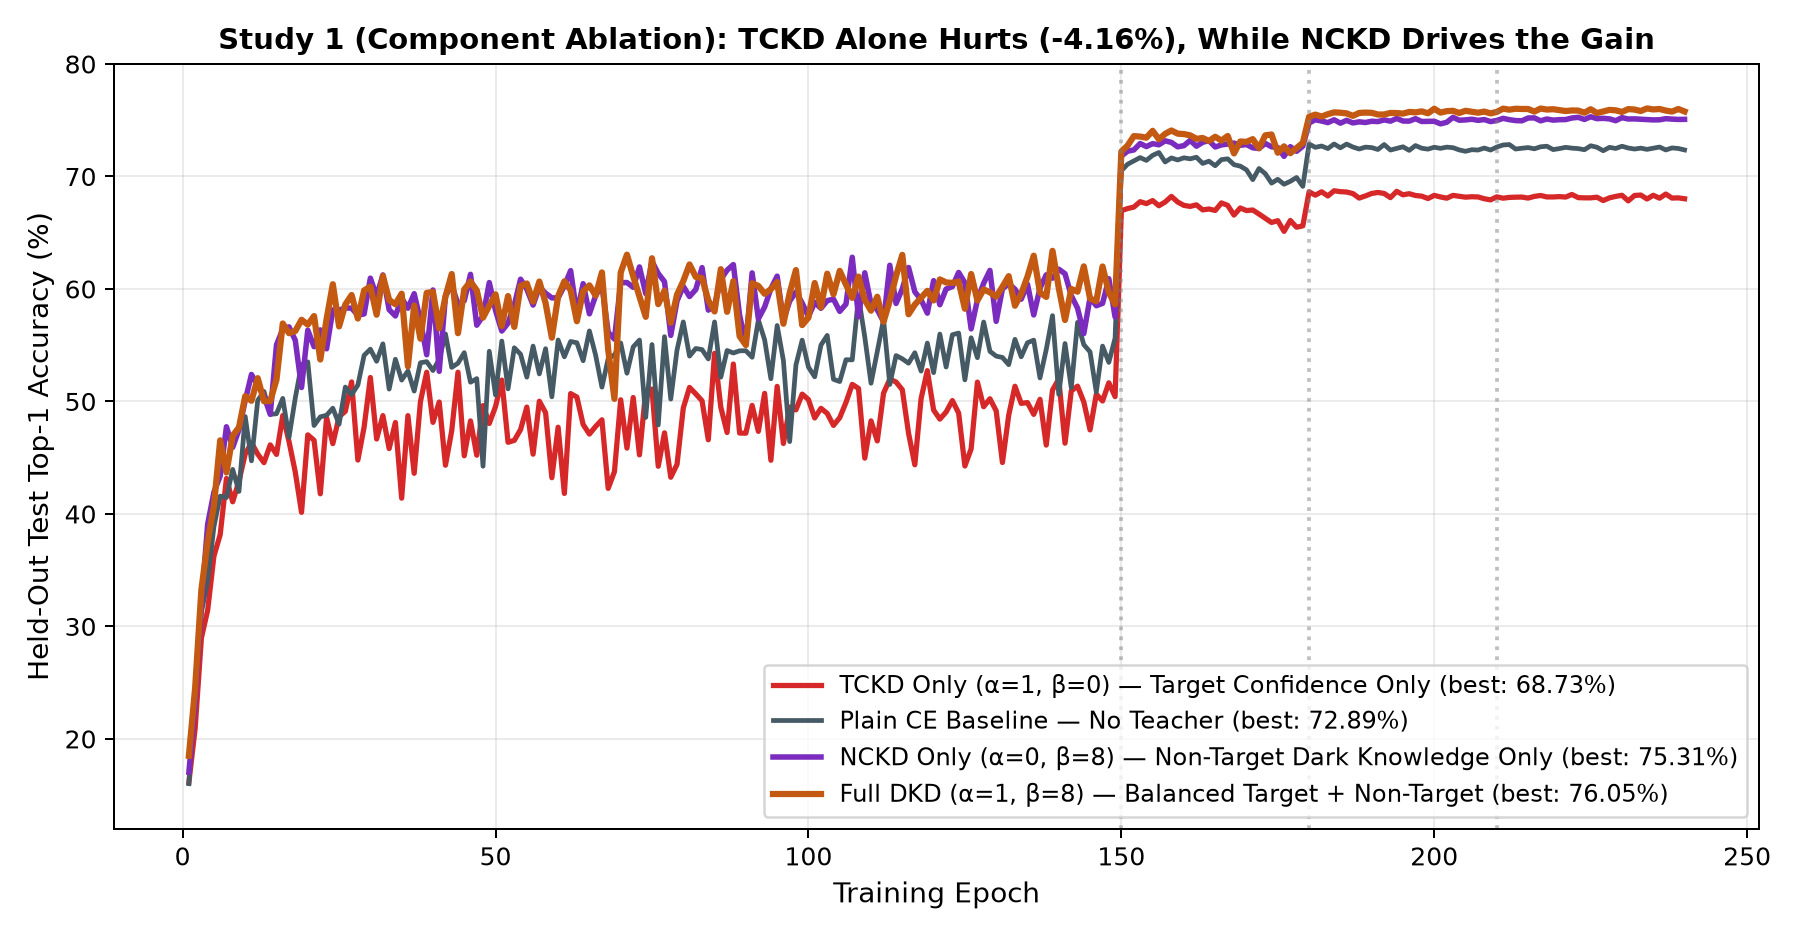 Study 1 (Component Ablation): TCKD Alone Hurts (-4.16%), While NCKD Drives the Gain
Held-Out Test Top-1 Accuracy (%)
80
70
60
50
40
30
20
TCKD Only (α=1, β=0) — Target Confidence Only (best: 68.73%)
Plain CE Baseline — No Teacher (best: 72.89%)
NCKD Only (α=0, β=8) — Non-Target Dark Knowledge Only (best: 75.31%)
Full DKD (α=1, β=8) — Balanced Target + Non-Target (best: 76.05%)
0 50 100 150 200 250
Training Epoch